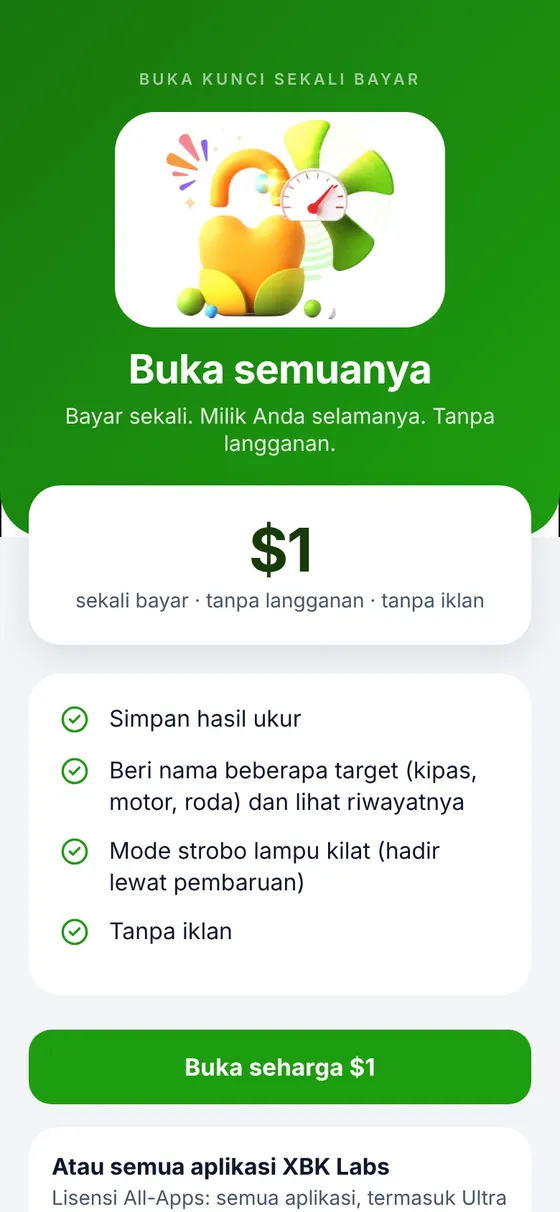 BUKA KUNCI SEKALI BAYAR
Buka semuanya
Bayar sekali. Milik Anda selamanya. Tanpa
langganan.
$1
sekali bayar · tanpa langganan · tanpa iklan
Simpan hasil ukur
Beri nama beberapa target (kipas,
motor, roda) dan lihat riwayatnya
Mode strobo lampu kilat (hadir
lewat pembaruan)
Tanpa iklan
Buka seharga $1
Atau semua aplikasi XBK Labs
Lisensi All-Apps: semua aplikasi, termasuk Ultra